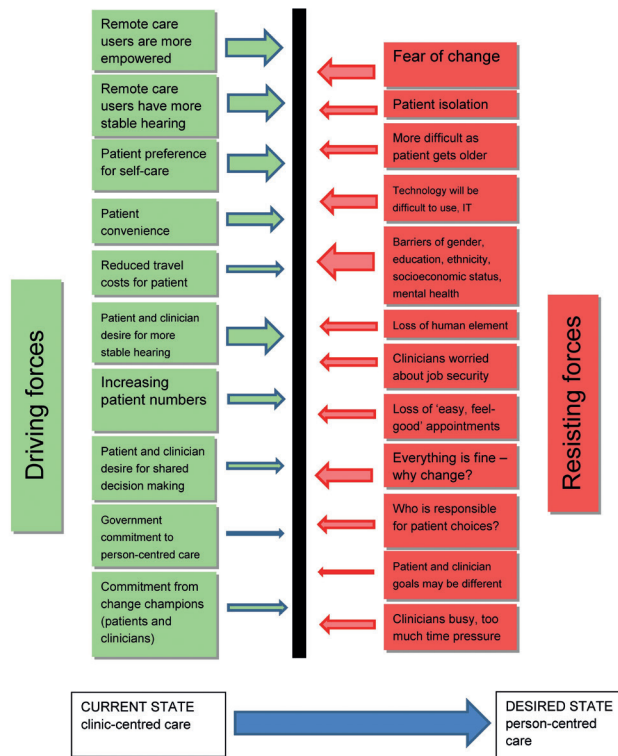 Remote care
users are more
empowered
Remote care
users have more
stable hearing
Patient preference
for self-care
Patient
convenience
Reduced travel
costs for patient
Patient and clinician
desire for more
stable hearing
Increasing
patient numbers
Patient and clinician
desire for shared
decision making
Government
commitment to
person-centred care
Commitment from
change champions
(patients and
clinicians)
Driving forces
Fear of change
Patient isolation
More difficult as
patient gets older
Technology will be
difficult to use, IT
Barriers of gender,
education, ethnicity,
socioeconomic status,
mental health
Loss of human element
Clinicians worried
about job security
Loss of ‘easy, feel-
good’ appointments
Everything is fine –
why change?
Who is responsible
for patient choices?
Patient and clinician
goals may be different
Clinicians busy, too
much time pressure
Resisting forces
CURRENT STATE
clinic-centred care
DESIRED STATE
person-centred
care